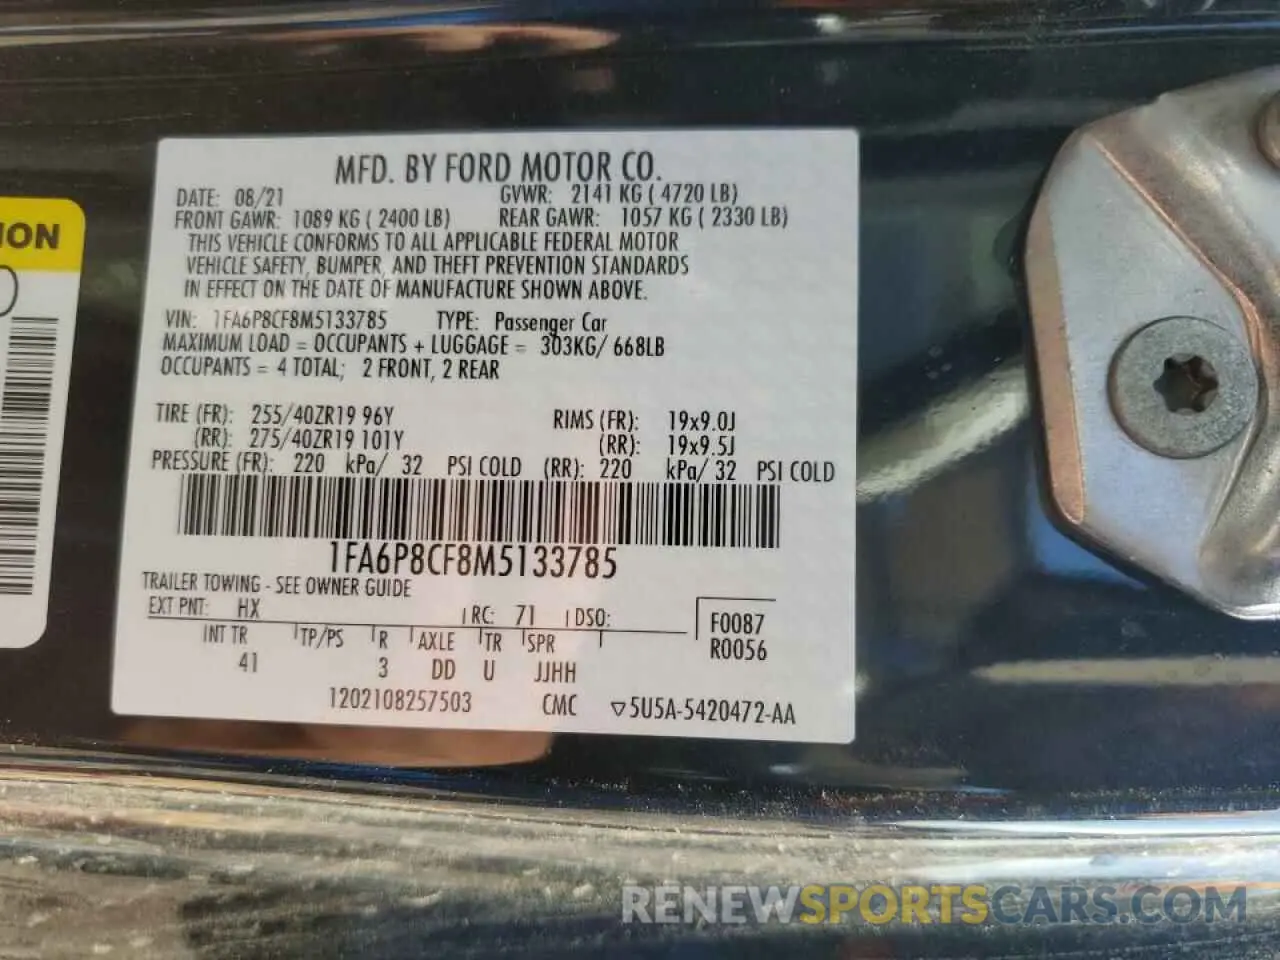 ION
MFD. BY FORD MOTOR CO.
DATE: 08/21 GVWR: 2141 KG ( 4720 LB)
FRONT GAWR: 1089 KG ( 2400 LB) REAR GAWR: 1057 KG ( 2330 LB)
THIS VEHICLE CONFORMS TO ALL APPLICABLE FEDERAL MOTOR
VEHICLE SAFETY, BUMPER, AND THEFT PREVENTION STANDARDS
IN EFFECT ON THE DATE OF MANUFACTURE SHOWN ABOVE.
VIN: 1FA6P8CF8M5133785 TYPE: Passenger Car
MAXIMUM LOAD = OCCUPANTS + LUGGAGE = 303KG/ 668LB
OCCUPANTS = 4 TOTAL; 2 FRONT, 2 REAR
TIRE (FR): 255/40ZR19 96Y RIMS (FR): 19x9.0J
(RR): 275/40ZR19 101Y (RR): 19x9.5J
PRESSURE (FR): 220 kPa/ 32 PSI COLD (RR): 220 kPa/ 32 PSI COLD
1FA6P8CF8M5133785
TRAILER TOWING - SEE OWNER GUIDE
EXT PNT: HX RC: 71 DSO: F0087
INT TR TP/PS R AXLE TR SPR R0056
41 3 DD U JJHH
1202108257503 CMC ▽5U5A-5420472-AA
RENEWSPORTSCARS.COM